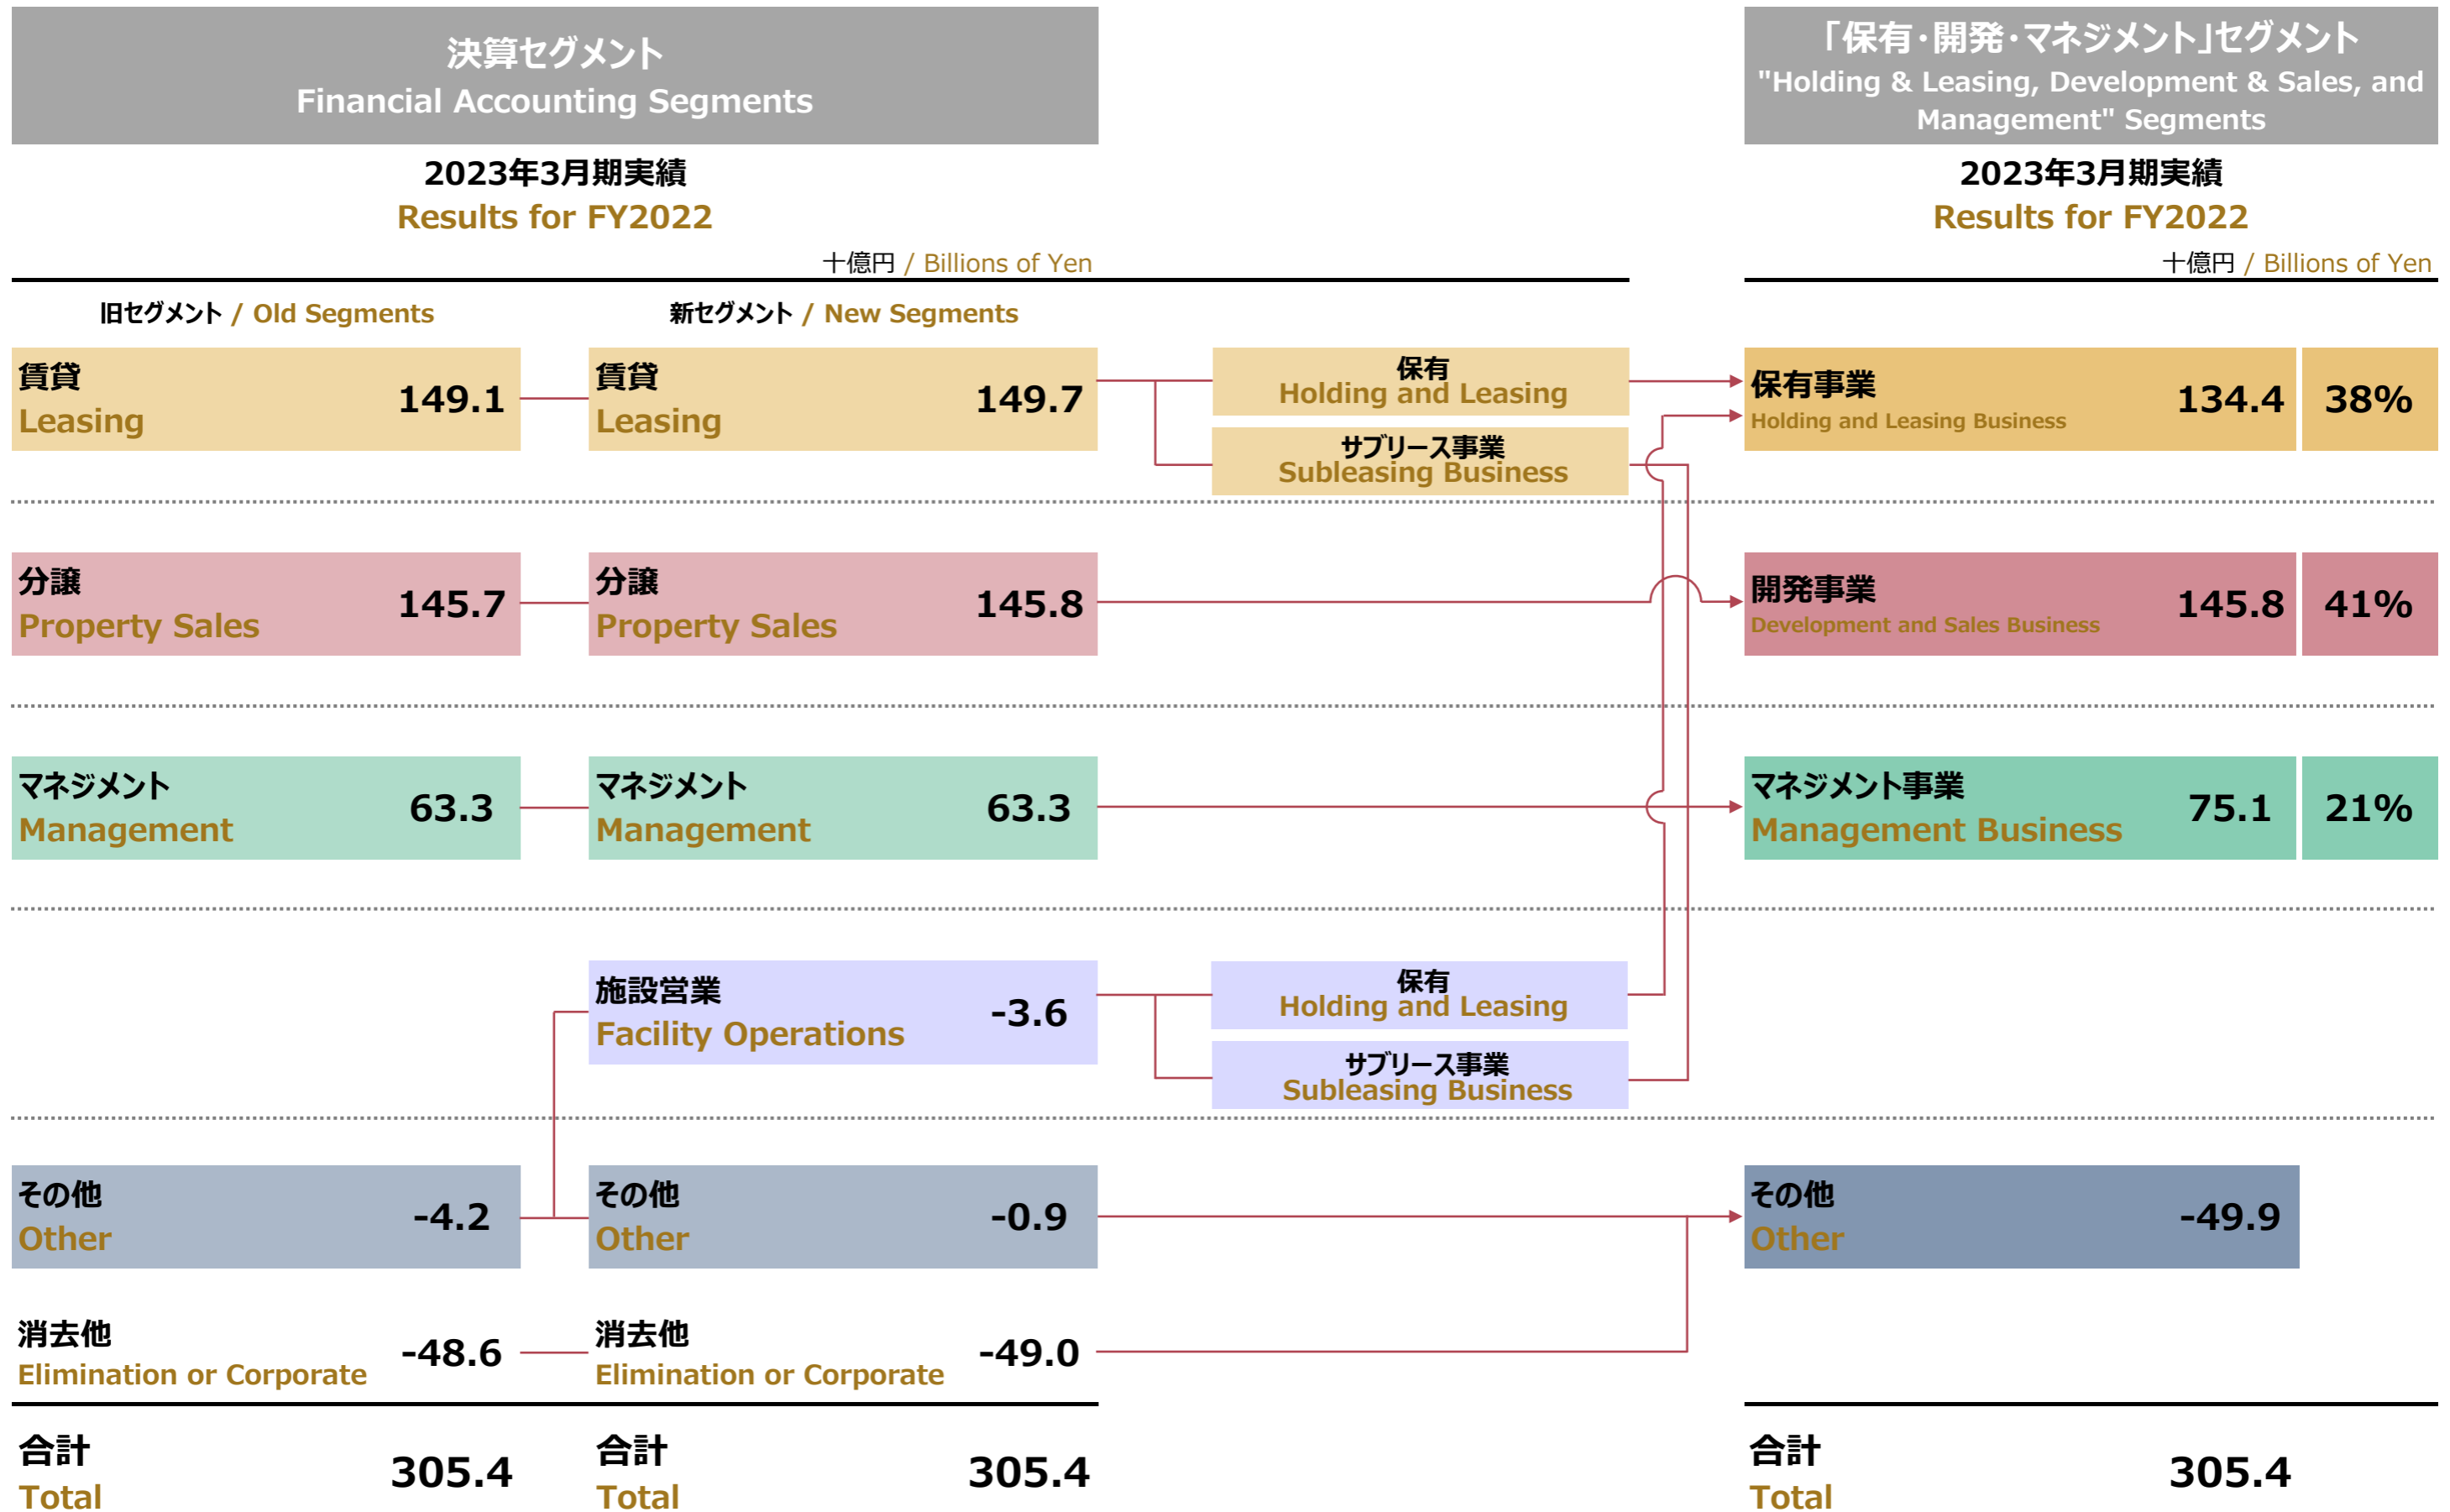 決算セグメント
Financial Accounting Segments
「保有・開発・マネジメント」セグメント
"Holding & Leasing, Development & Sales, and
Management" Segments
2023年3月期実績
Results for FY2022
2023年3月期実績
Results for FY2022
十億円 / Billions of Yen
十億円 / Billions of Yen
旧セグメント / Old Segments
新セグメント / New Segments
賃貸
Leasing
149.1
賃貸
Leasing
149.7
保有
Holding and Leasing
サブリース事業
Subleasing Business
保有事業
Holding and Leasing Business
134.4
38%
分譲
Property Sales
145.7
分譲
Property Sales
145.8
開発事業
Development and Sales Business
145.8
41%
マネジメント
Management
63.3
マネジメント
Management
63.3
マネジメント事業
Management Business
75.1
21%
施設営業
Facility Operations
-3.6
保有
Holding and Leasing
サブリース事業
Subleasing Business
その他
Other
-4.2
その他
Other
-0.9
その他
Other
-49.9
消去他
Elimination or Corporate
-48.6
消去他
Elimination or Corporate
-49.0
合計
Total
305.4
合計
Total
305.4
合計
Total
305.4